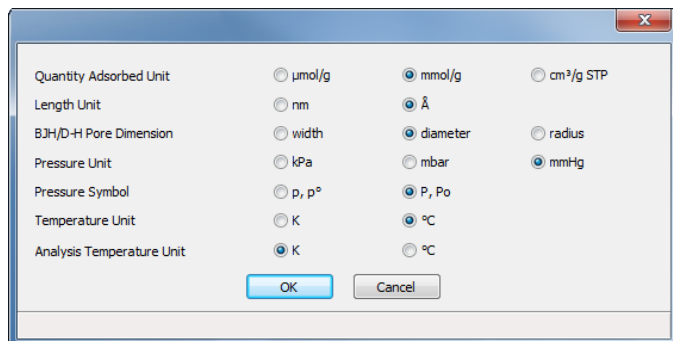 Quantity Adsorbed Unit µmol/g mmol/g cm³/g STP
Length Unit nm Å
BJH/D-H Pore Dimension width diameter radius
Pressure Unit kPa mbar mmHg
Pressure Symbol p, p° P, Po
Temperature Unit K °C
Analysis Temperature Unit K °C
OK Cancel